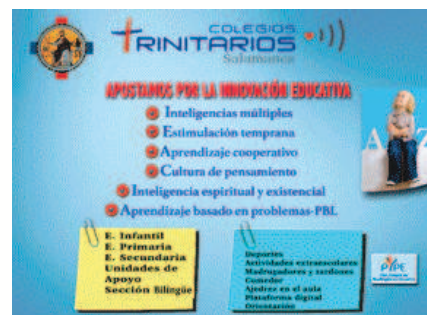 COLEGIOS
TRINITARIOS
Salamanca
APOSTAMOS POR LA INNOVACIÓN EDUCATIVA
Inteligencias múltiples
Estimulación temprana
Aprendizaje cooperativo
Cultura de pensamiento
Inteligencia espiritual y existencial
Aprendizaje basado en problemas-PBL
A Z
E. Infantil
E. Primaria
E. Secundaria
Unidades de
Apoyo
Sección Bilingüe
Deportes
Actividades extraescolares
Madrugadores y tardones
Comedor
Ajedrez en el aula
Plataforma digital
Orientación